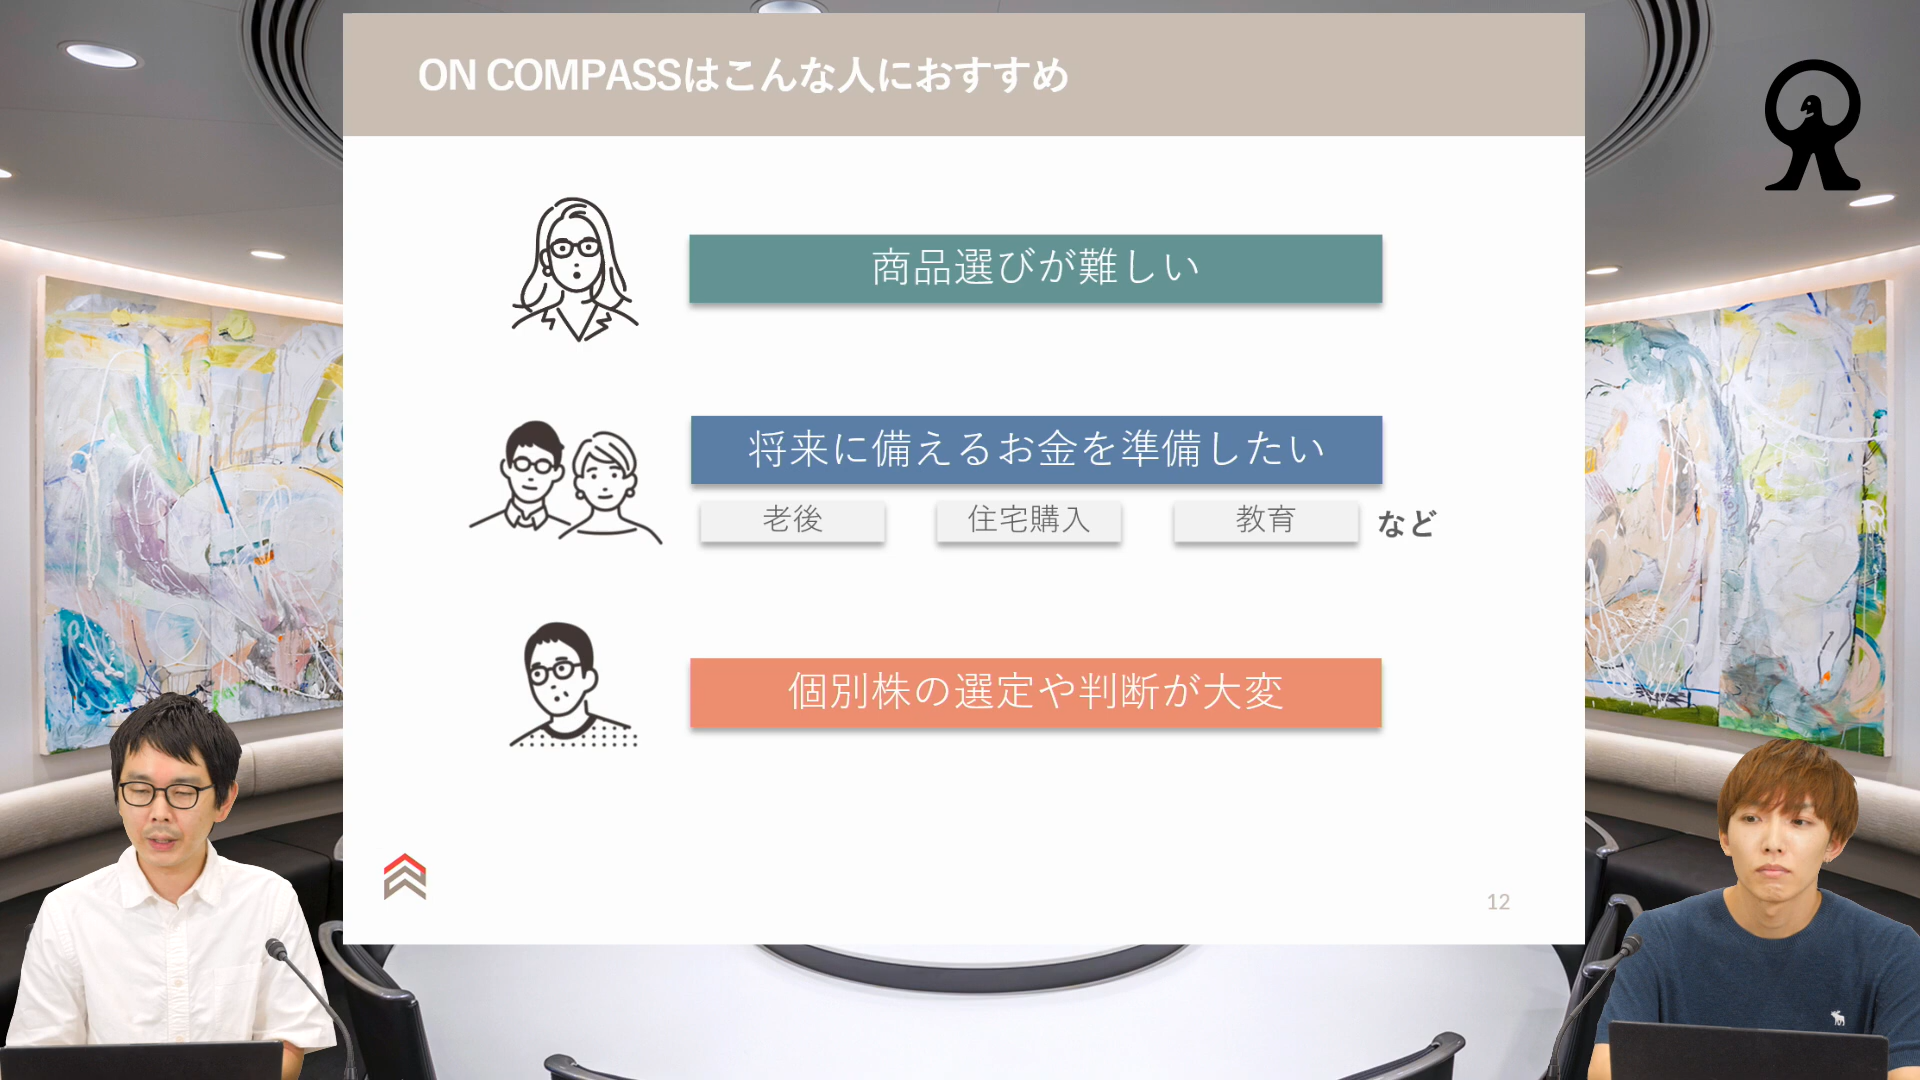 ON COMPASSはこんな人におすすめ
商品選びが難しい
将来に備えるお金を準備したい
老後 住宅購入 教育 など
個別株の選定や判断が大変
12